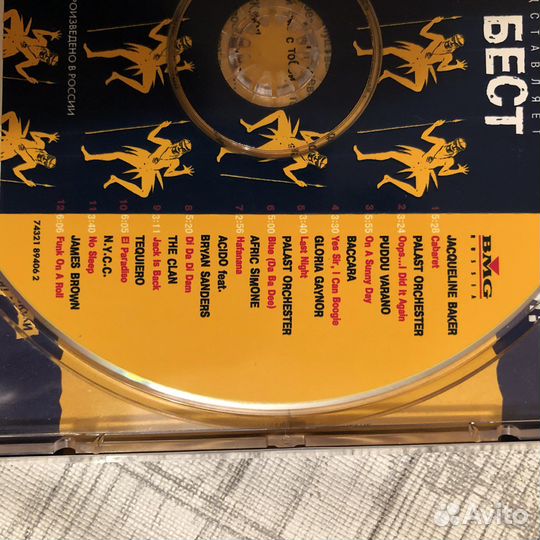 СТАВЛЯЕТ
БЕСТ
BMG
RUSSIA
JACQUELINE BAKER
1 5:28 Cabaret
PALAST ORCHESTER
2 3:24 Oops...I Did It Again
PUDDU VARANO
3 5:55 On A Sunny Day
BACCARA
4 3:30 Yes Sir, I Can Boogie
GLORIA GAYNOR
5 3:40 Last Night
PALAST ORCHESTER
6 5:00 Blue (Da Ba Dee)
AFRIC SIMONE
7 2:56 Hafanana
ACIDO feat.
BRYAN SANDERS
8 5:20 Di Da Di Dam
THE CLAN
9 3:11 Jack is Back
TEQUERO
10 6:05 El Paradiso
N.Y.C.C.
11 3:40 No Sleep
JAMES BROWN
12 6:06 Funk On A Roll
74321 89406 2
РОИЗВЕДЕНО В РОССИИ
Avito